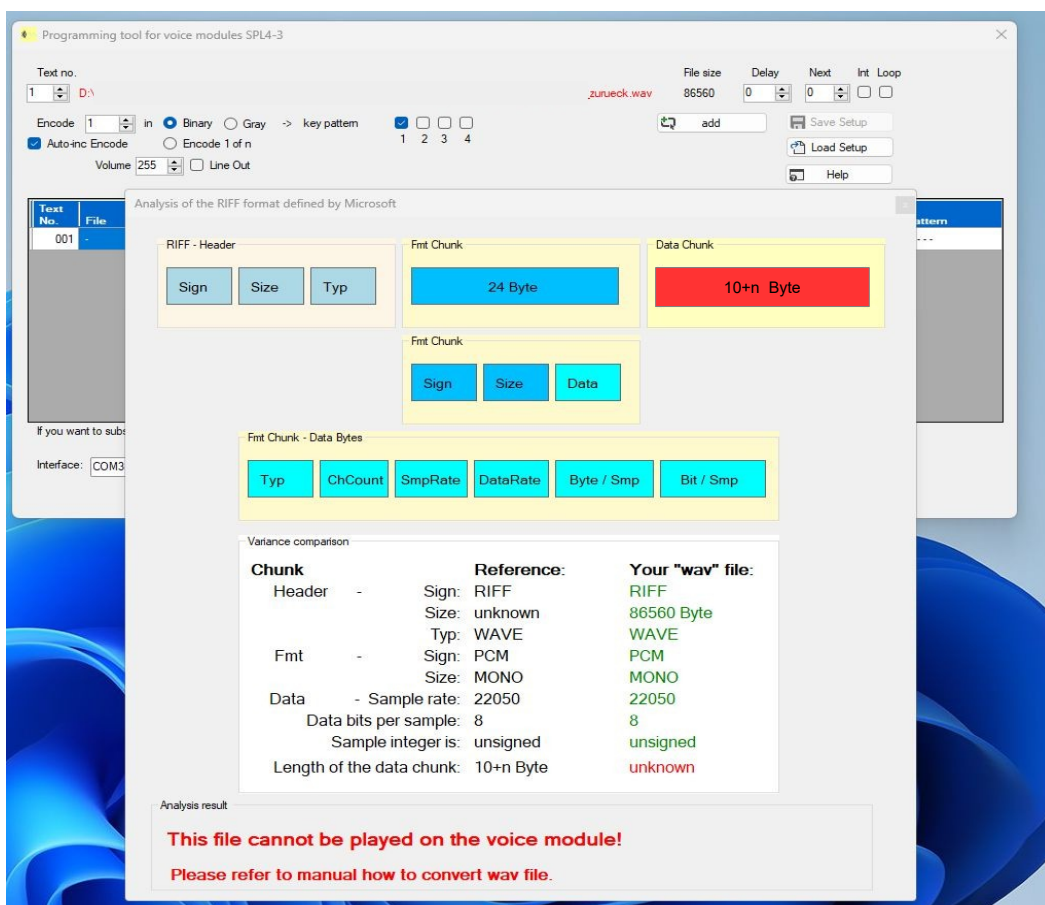 Programming tool for voice modules SPL4-3
Text no. File size Delay Next Int Loop
1 D:\ _zurueck.wav 86560 0 0
Encode 1 in Binary Gray -> key pattern add Save Setup
1 2 3 4
Auto-inc Encode Encode 1 of n Load Setup
Volume 255 Line Out Help
Text No. File attern
001 - - - -
If you want to subs
Interface: COM3
Analysis of the RIFF format defined by Microsoft
RIFF - Header Fmt Chunk Data Chunk
Sign Size Typ 24 Byte 10+n Byte
Fmt Chunk
Sign Size Data
Fmt Chunk - Data Bytes
Typ ChCount SmpRate DataRate Byte / Smp Bit / Smp
Variance comparison
Chunk Reference: Your "wav" file:
Header - Sign: RIFF RIFF
Size: unknown 86560 Byte
Typ: WAVE WAVE
Fmt - Sign: PCM PCM
Size: MONO MONO
Data - Sample rate: 22050 22050
Data bits per sample: 8 8
Sample integer is: unsigned unsigned
Length of the data chunk: 10+n Byte unknown
Analysis result
This file cannot be played on the voice module!
Please refer to manual how to convert wav file.